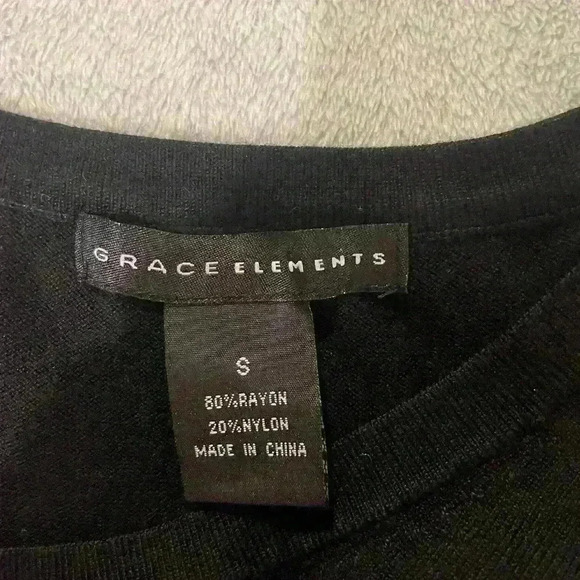 GRACE ELEMENTS
S
80%RAYON
20%NYLON
MADE IN CHINA